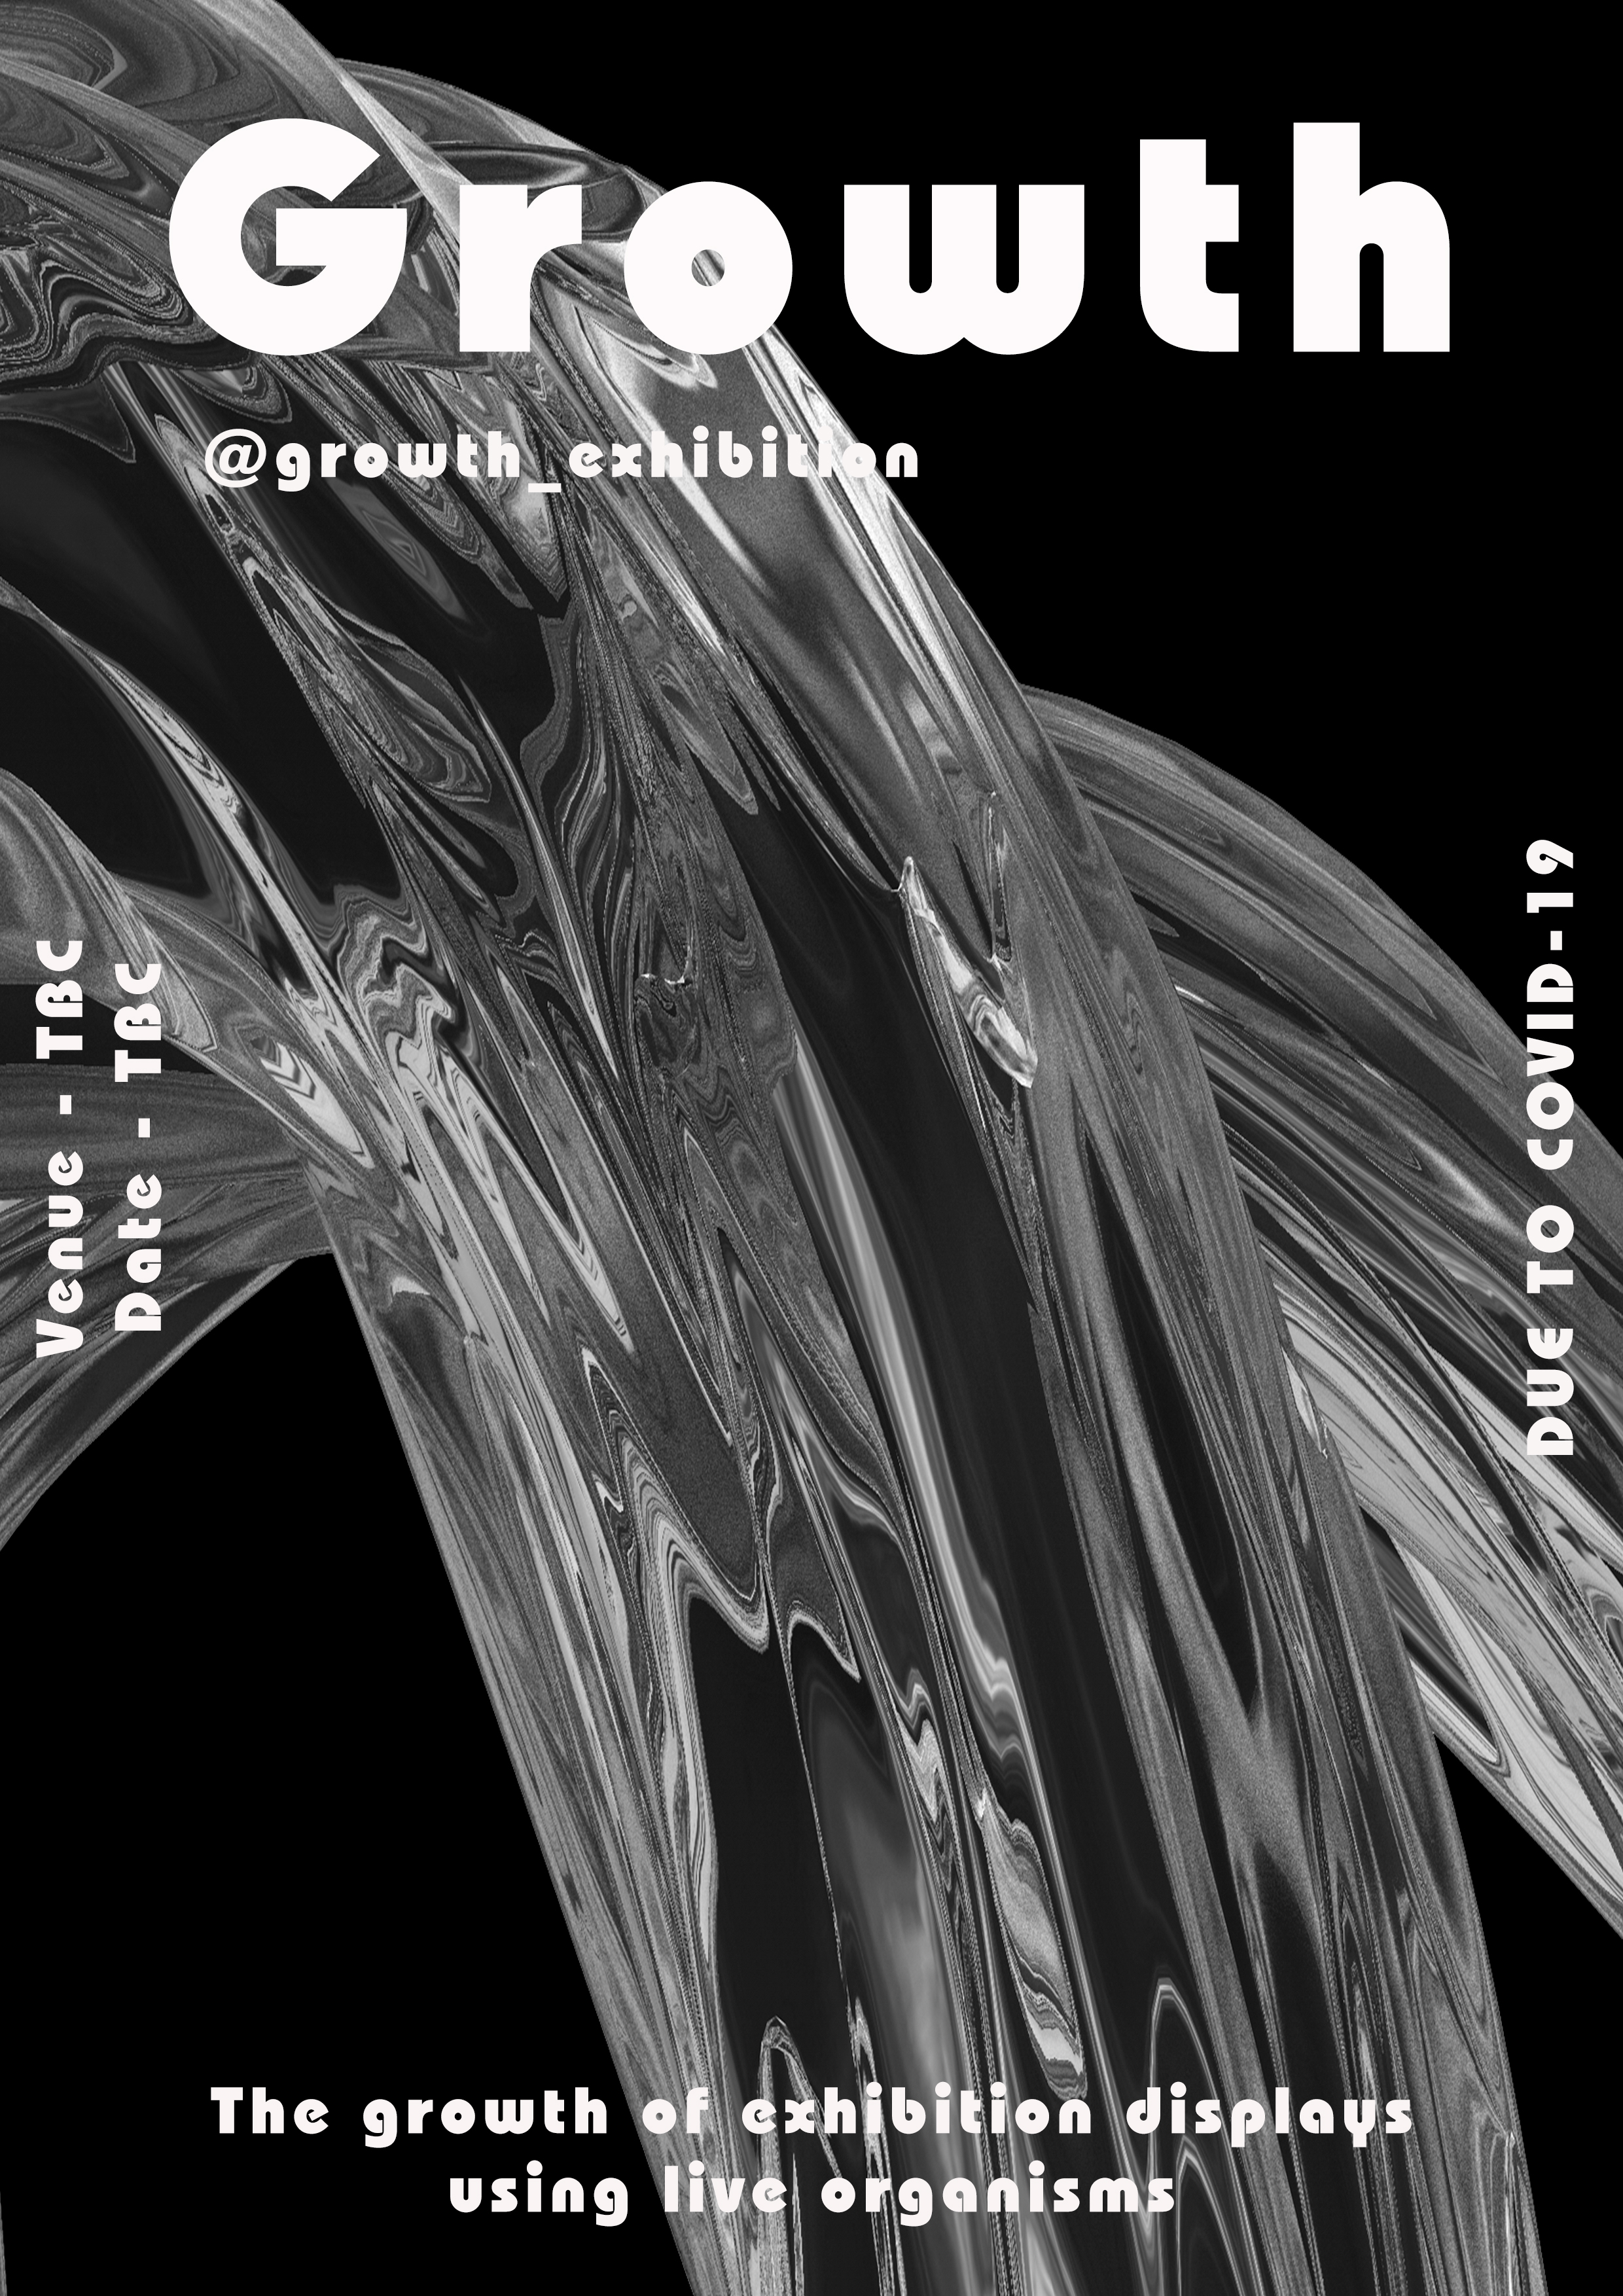 Growth
@growth_exhibition
Venue - TBC
Date - TBC
DUE TO COVID-19
The growth of exhibition displays
using live organisms